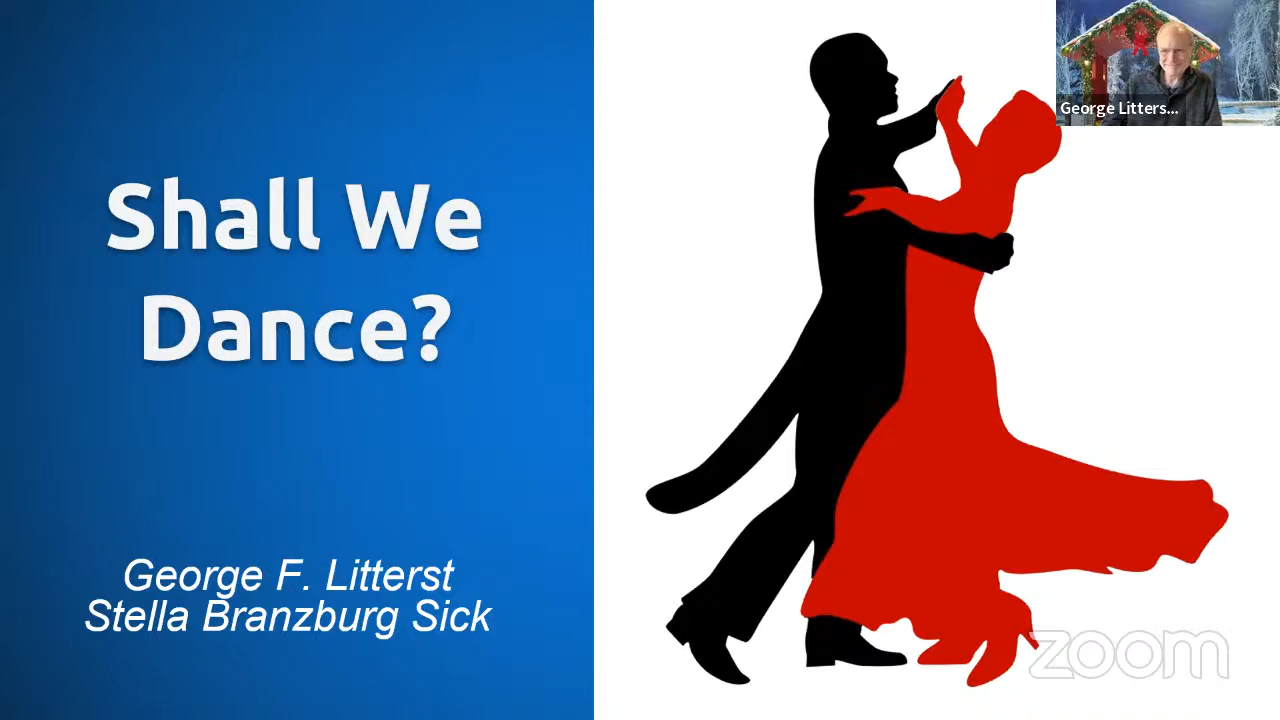 Shall We
Dance?
George F. Litterst
Stella Branzburg Sick
George Litters...
zoom